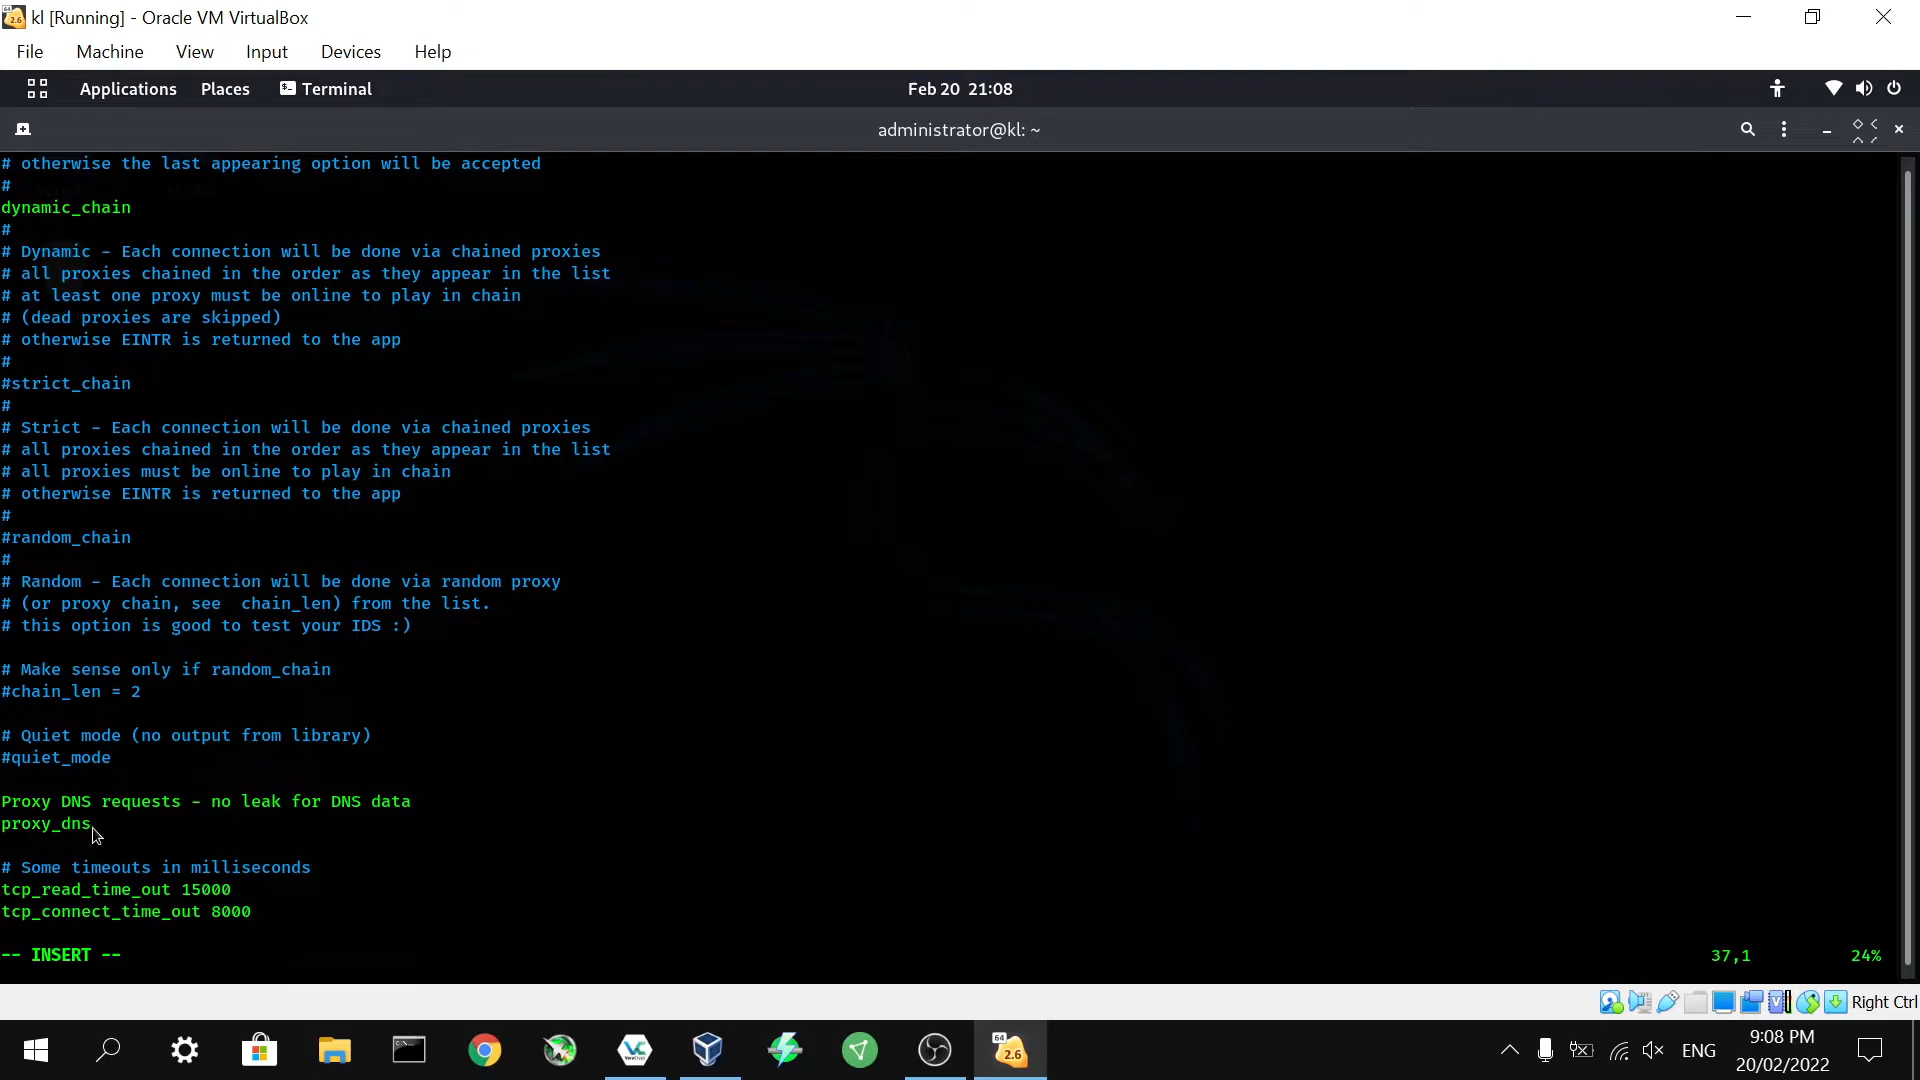 kl [Running] - Oracle VM VirtualBox
File Machine View Input Devices Help
Applications Places Terminal Feb 20 21:08
administrator@kl: ~
# otherwise the last appearing option will be accepted
#
dynamic_chain
#
# Dynamic - Each connection will be done via chained proxies
# all proxies chained in the order as they appear in the list
# at least one proxy must be online to play in chain
# (dead proxies are skipped)
# otherwise EINTR is returned to the app
#
#strict_chain
#
# Strict - Each connection will be done via chained proxies
# all proxies chained in the order as they appear in the list
# all proxies must be online to play in chain
# otherwise EINTR is returned to the app
#
#random_chain
#
# Random - Each connection will be done via random proxy
# (or proxy chain, see  chain_len) from the list.
# this option is good to test your IDS :)
# Make sense only if random_chain
#chain_len = 2
# Quiet mode (no output from library)
#quiet_mode
Proxy DNS requests - no leak for DNS data
proxy_dns
# Some timeouts in milliseconds
tcp_read_time_out 15000
tcp_connect_time_out 8000
-- INSERT -- 37,1 24%
Right Ctrl
64
2.6
ENG
9:08 PM
20/02/2022